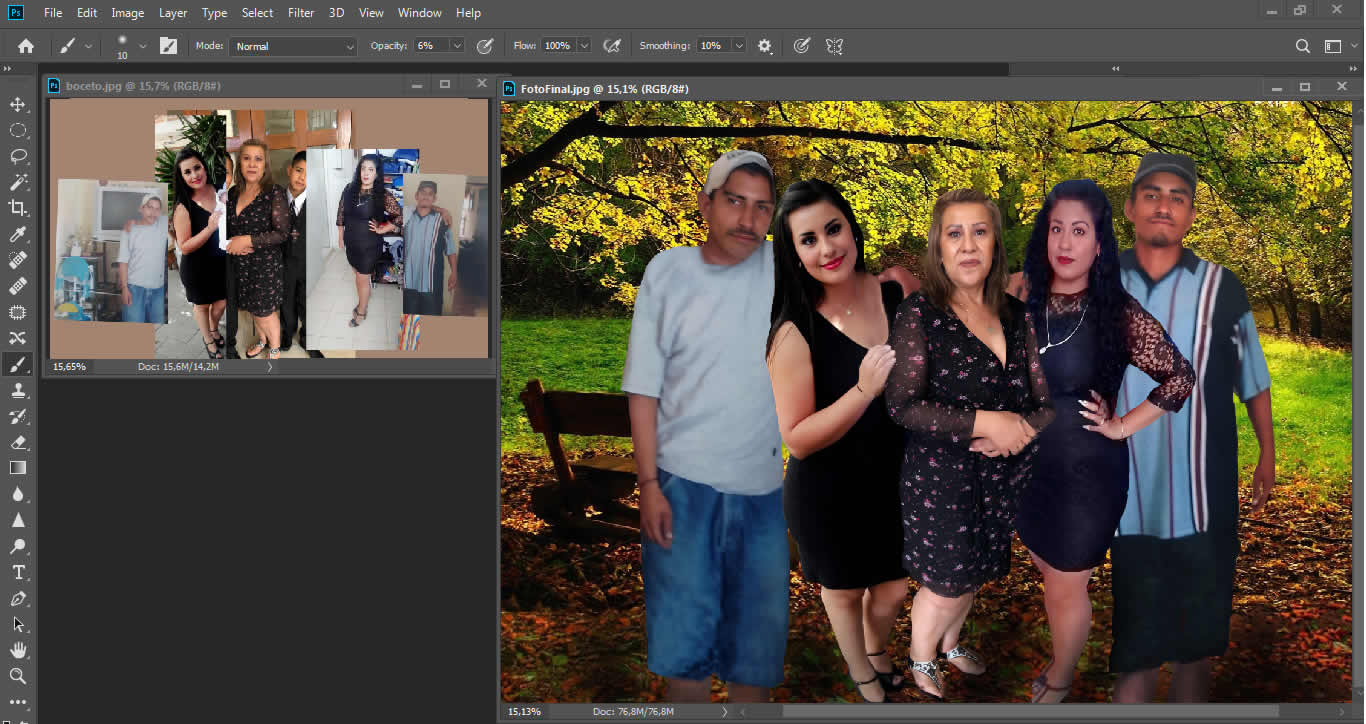 Ps File Edit Image Layer Type Select Filter 3D View Window Help
10 Mode: Normal Opacity: 6% Flow: 100% Smoothing: 10%
Ps boceto.jpg @ 15,7% (RGB/8#)
15,65% Doc: 15,6M/14,2M
Ps FotoFinal.jpg @ 15,1% (RGB/8#)
15,13% Doc: 76,8M/76,8M